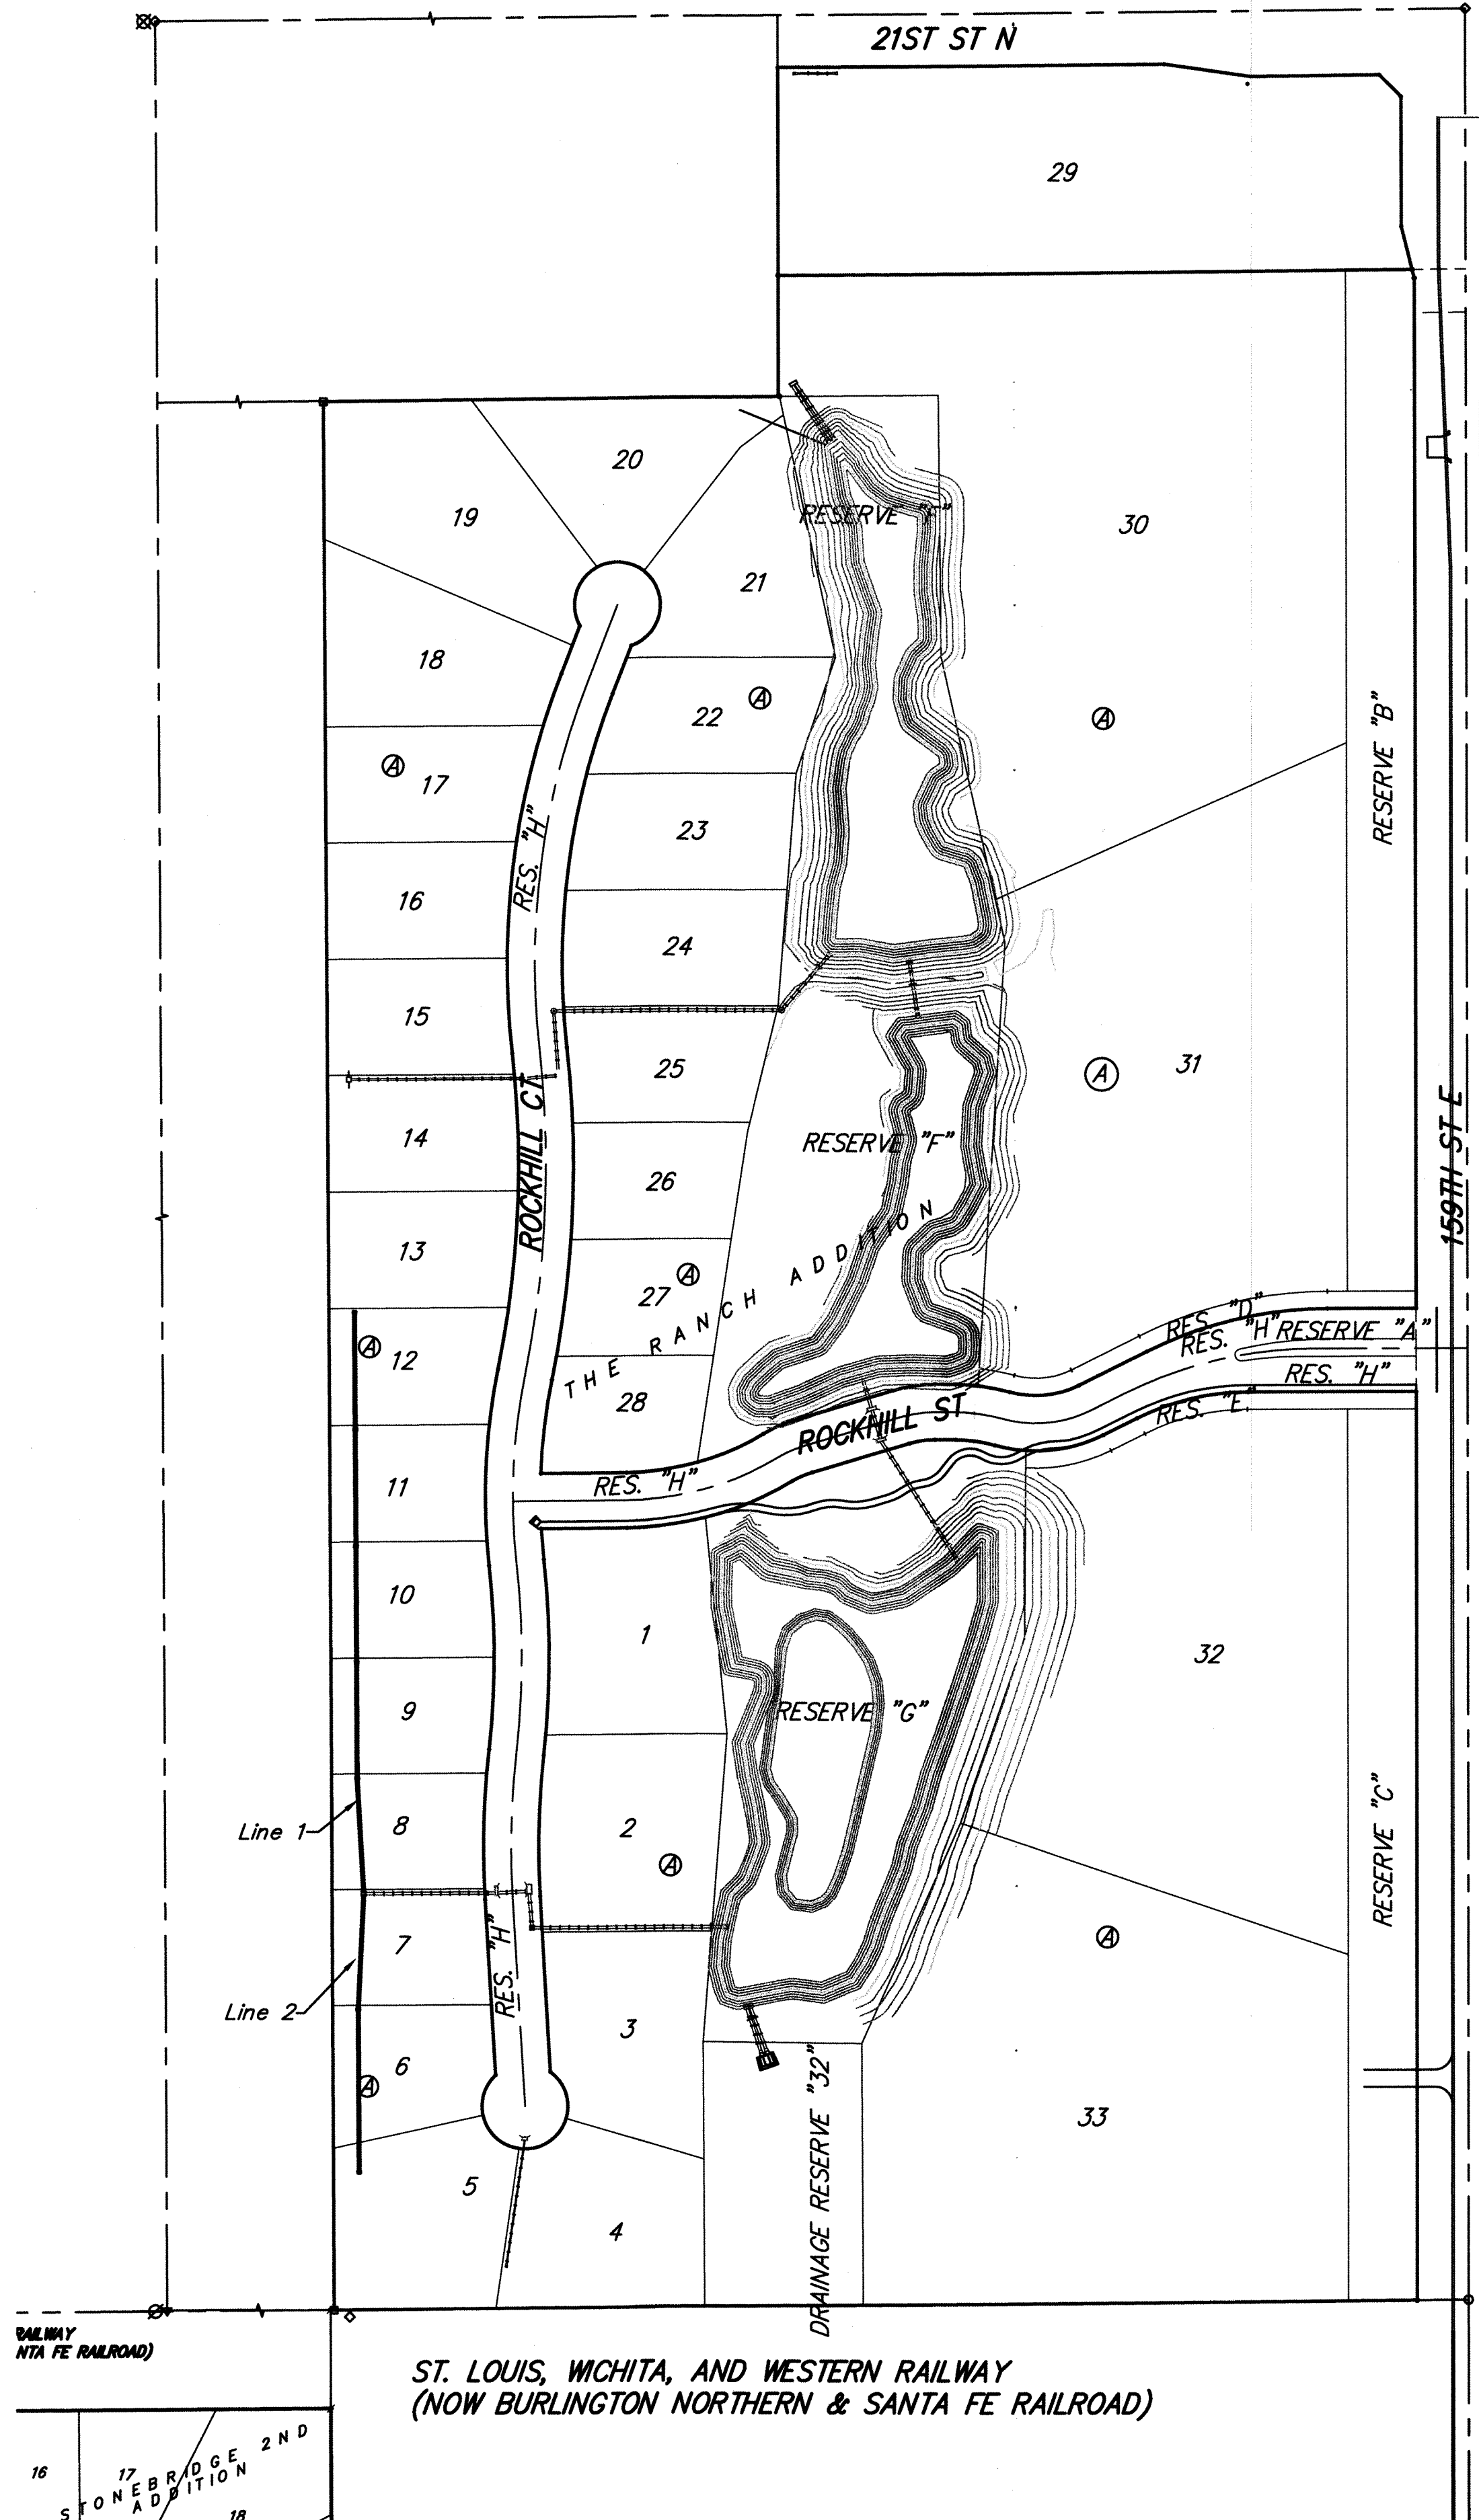 21ST ST N
29
20
19
RESERVE "F"
30
21
18
22
A
A
A
17
RESERVE "B"
23
RES. "H"
16
24
15
25
A
31
ROCKHILL CT
14
RESERVE "F"
159TH ST E
26
13
A
27
THE RANCH ADDITION
RES. "D"
RES. "H"
RESERVE "A"
A
12
RES. "H"
28
RES. "E"
ROCKHILL ST
11
RES. "H"
10
1
32
9
RESERVE "G"
Line 1
8
2
A
RESERVE "C"
7
RES. "H"
A
Line 2
3
6
A
DRAINAGE RESERVE "32"
33
5
4
RAILWAY
NTA FE RAILROAD)
ST. LOUIS, WICHITA, AND WESTERN RAILWAY
(NOW BURLINGTON NORTHERN & SANTA FE RAILROAD)
16
17
STONEBRIDGE 2ND
ADDITION
18